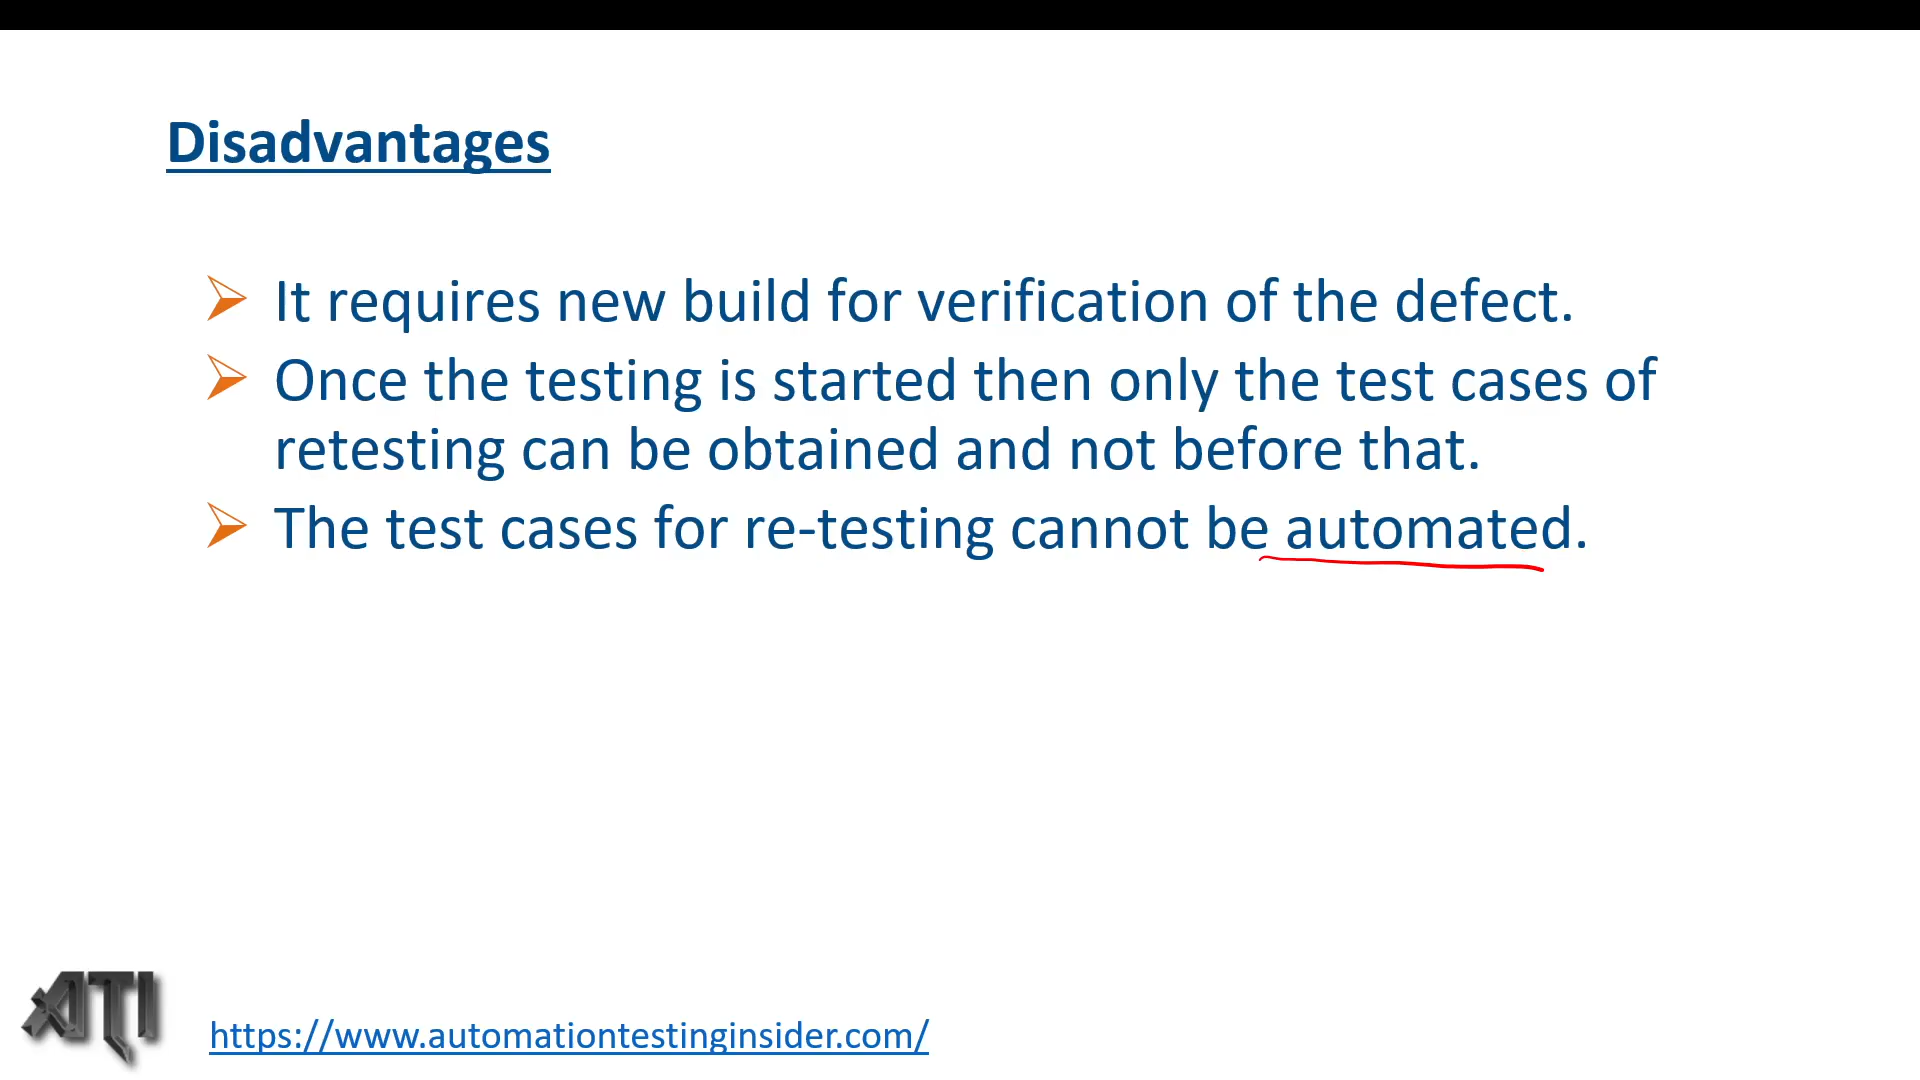 Disadvantages
It requires new build for verification of the defect.
Once the testing is started then only the test cases of
retesting can be obtained and not before that.
The test cases for re-testing cannot be automated.
ATI
https://www.automationtestinginsider.com/